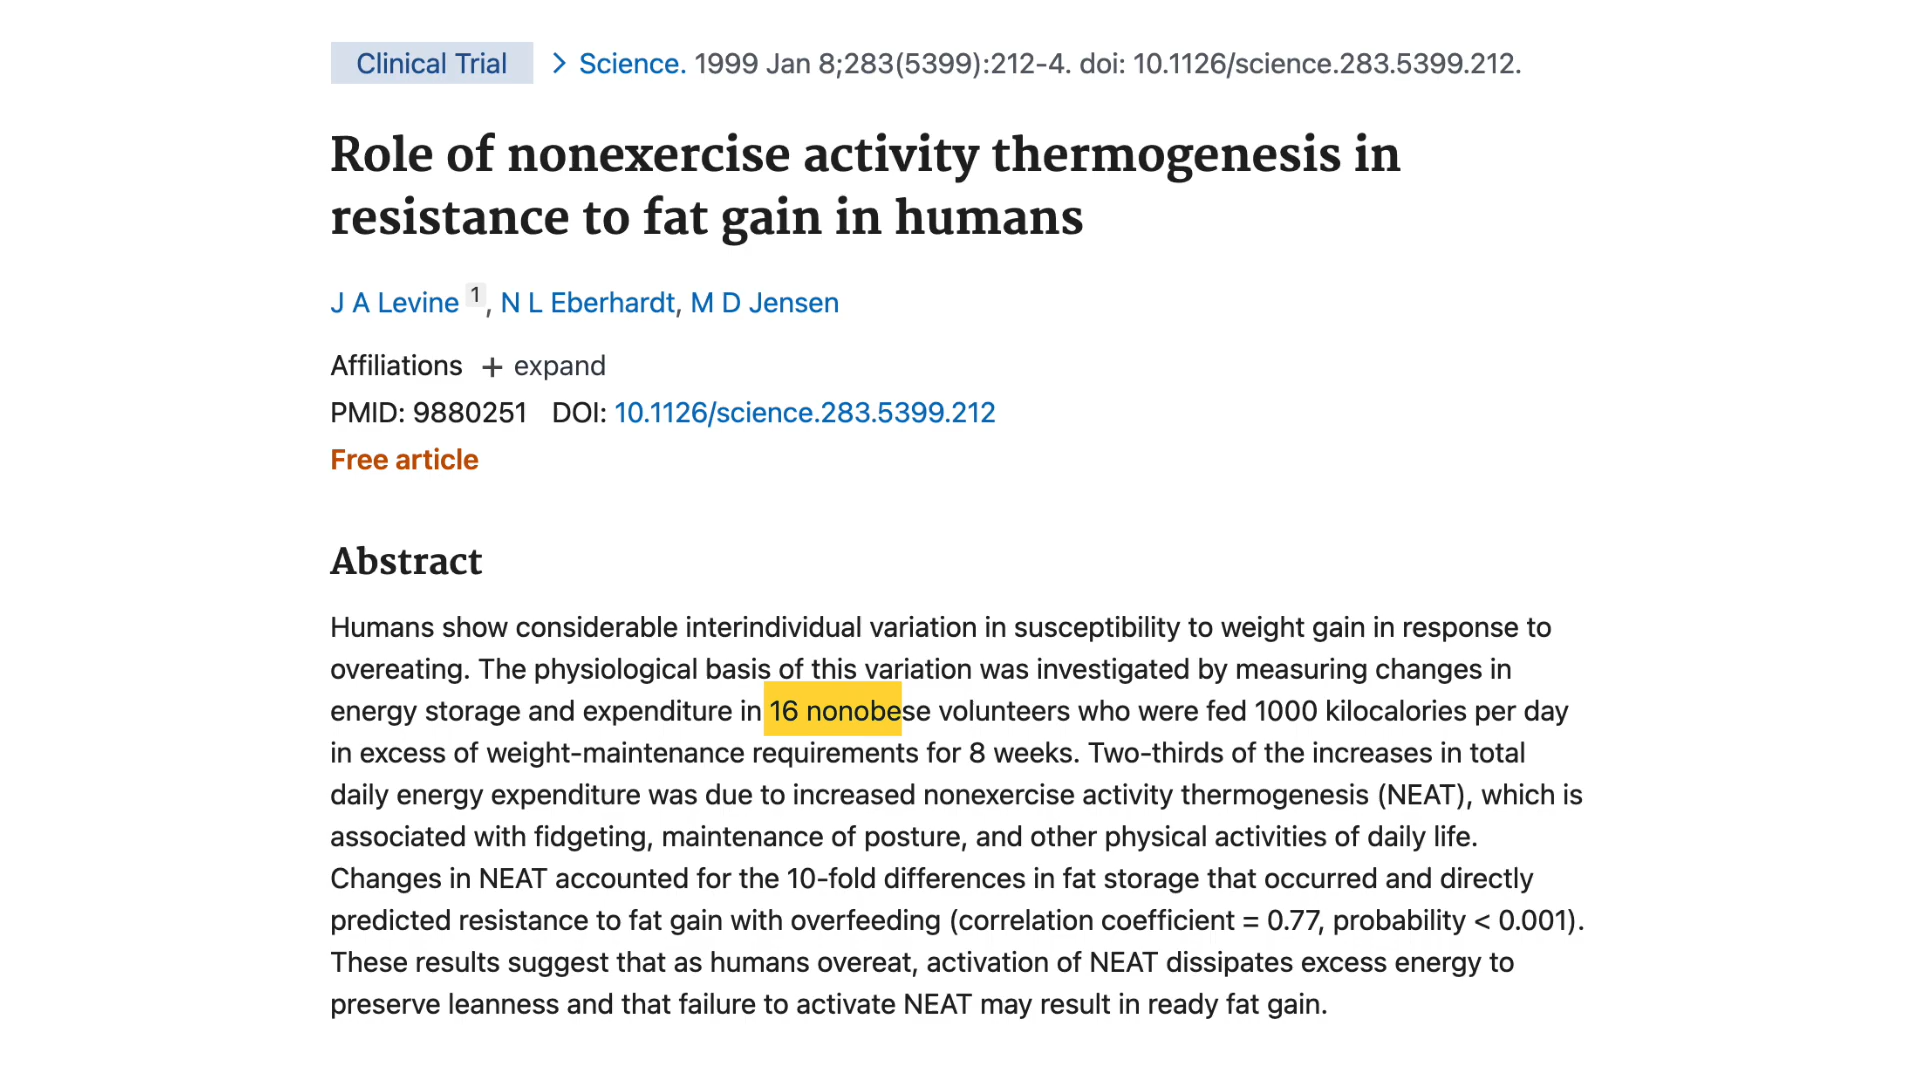 Clinical Trial > Science. 1999 Jan 8;283(5399):212-4. doi: 10.1126/science.283.5399.212.
Role of nonexercise activity thermogenesis in
resistance to fat gain in humans
J A Levine 1, N L Eberhardt, M D Jensen
Affiliations + expand
PMID: 9880251 DOI: 10.1126/science.283.5399.212
Free article
Abstract
Humans show considerable interindividual variation in susceptibility to weight gain in response to
overeating. The physiological basis of this variation was investigated by measuring changes in
energy storage and expenditure in 16 nonobese volunteers who were fed 1000 kilocalories per day
in excess of weight-maintenance requirements for 8 weeks. Two-thirds of the increases in total
daily energy expenditure was due to increased nonexercise activity thermogenesis (NEAT), which is
associated with fidgeting, maintenance of posture, and other physical activities of daily life.
Changes in NEAT accounted for the 10-fold differences in fat storage that occurred and directly
predicted resistance to fat gain with overfeeding (correlation coefficient = 0.77, probability < 0.001).
These results suggest that as humans overeat, activation of NEAT dissipates excess energy to
preserve leanness and that failure to activate NEAT may result in ready fat gain.